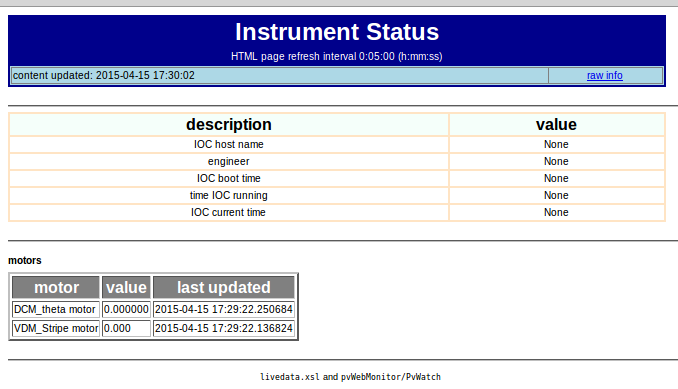 Instrument Status
HTML page refresh interval 0:05:00 (h:mm:ss)
content updated: 2015-04-15 17:30:02 raw info
description value
IOC host name None
engineer None
IOC boot time None
time IOC running None
IOC current time None
motors
motor value last updated
DCM_theta motor 0.000000 2015-04-15 17:29:22.250684
VDM_Stripe motor 0.000 2015-04-15 17:29:22.136824
livedata.xsl and pvWebMonitor/PvWatch